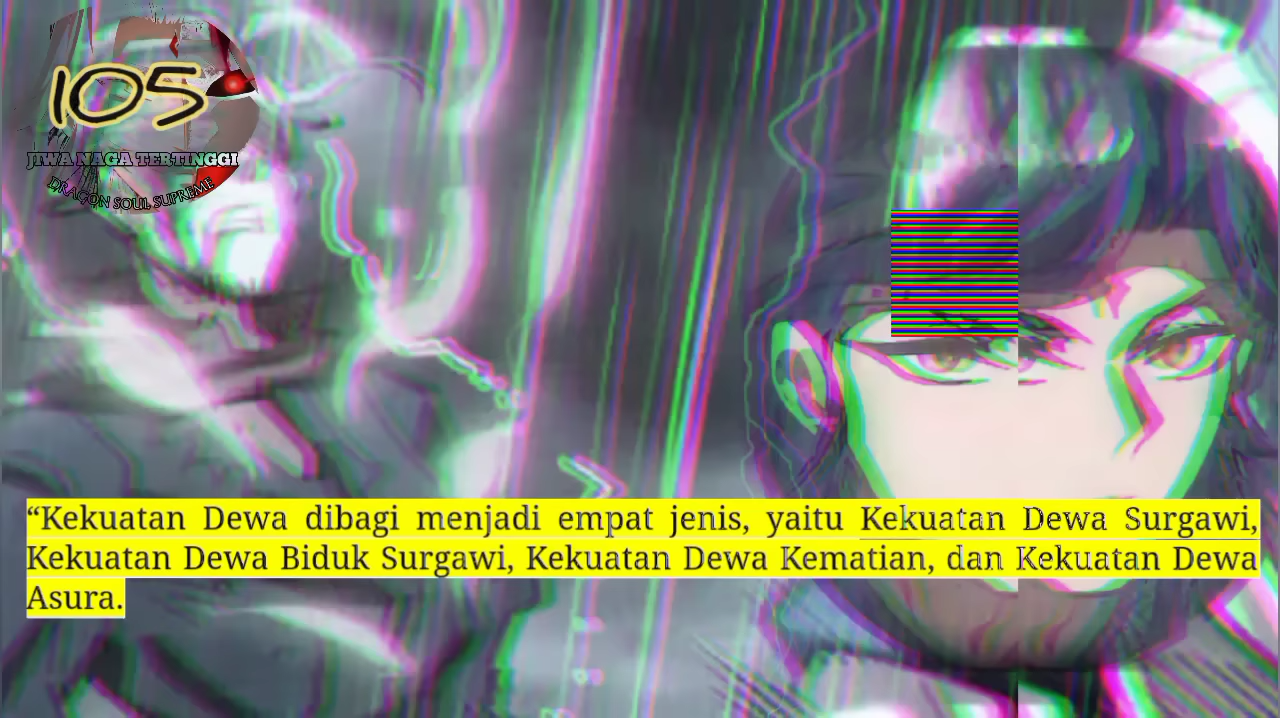 105
JIWA NAGA TERTINGGI
DRAGON SOUL SUPREME
“Kekuatan Dewa dibagi menjadi empat jenis, yaitu Kekuatan Dewa Surgawi,
Kekuatan Dewa Biduk Surgawi, Kekuatan Dewa Kematian, dan Kekuatan Dewa
Asura.